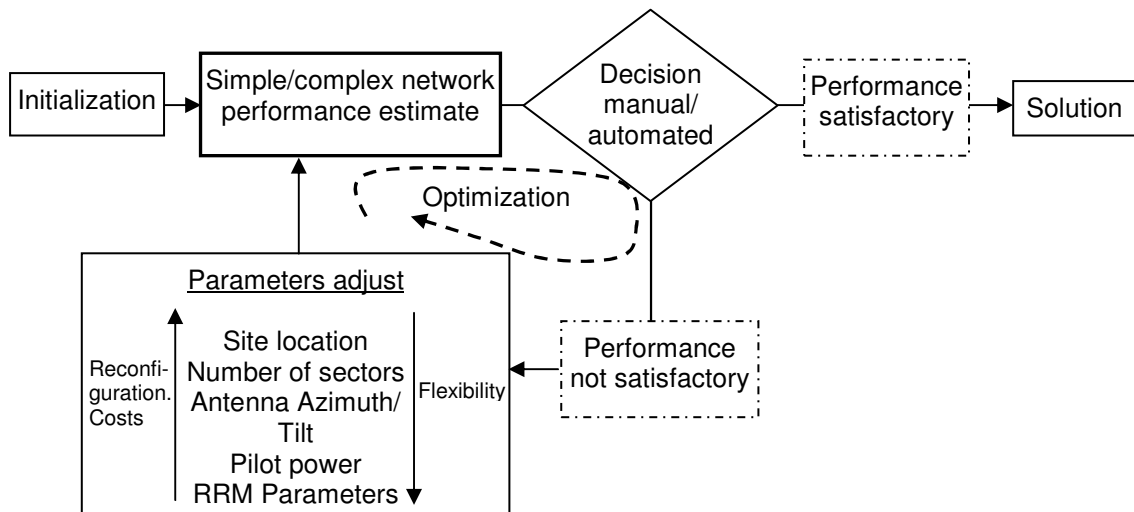 Initialization
Simple/complex network
performance estimate
Decision
manual/
automated
Performance
satisfactory
Solution
Optimization
Parameters adjust
Site location
Number of sectors
Antenna Azimuth/
Tilt
Pilot power
RRM Parameters
Reconfi-
guration.
Costs
Flexibility
Performance
not satisfactory